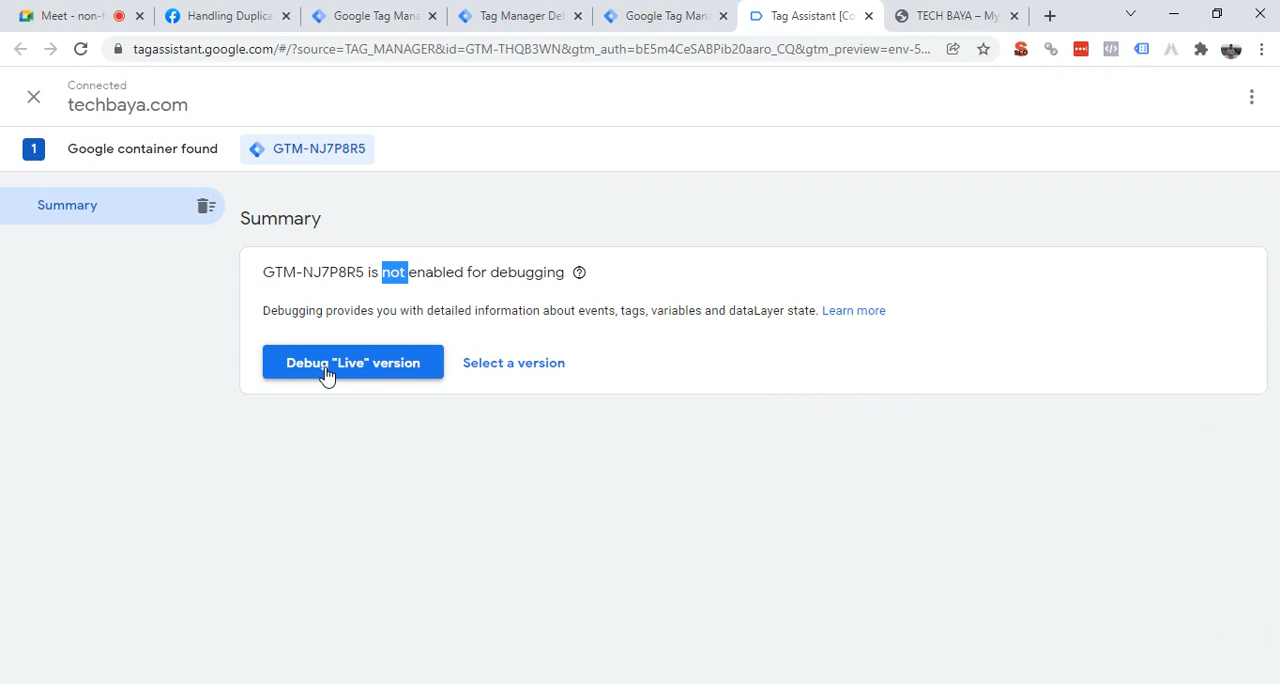 Meet - non-
Handling Duplica
Google Tag Mana
Tag Manager De
Google Tag Mana
Tag Assistant [Co
TECH BAYA – My
tagassistant.google.com/#/?source=TAG_MANAGER&id=GTM-THQB3WN&gtm_auth=bE5m4CeSABPib20aaro_CQ&gtm_preview=env-5...
Connected
techbaya.com
1 Google container found GTM-NJ7P8R5
Summary
Summary
GTM-NJ7P8R5 is not enabled for debugging
Debugging provides you with detailed information about events, tags, variables and dataLayer state. Learn more
Debug "Live" version Select a version